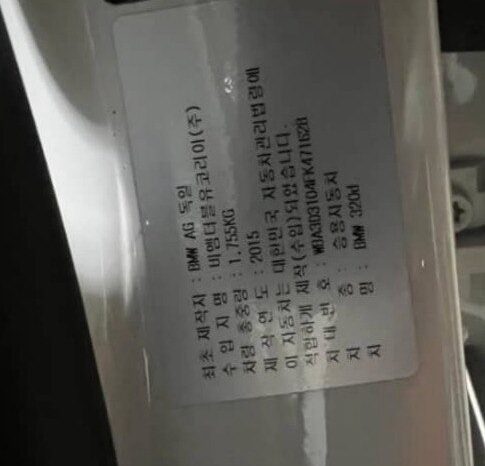 최초 제작자 : BMW AG 독일
수 입 자 명 : 비엠더블유코리아(주)
차량 총중량 : 1,755KG
제 작 연 도 : 2015
이 자동차는 대한민국 자동차관리법령에
적합하게 제작(수입)되었습니다.
차 대 번 호 : WBA3D3104FK471628
차 종 : 승용자동차
차 명 : BMW 320d